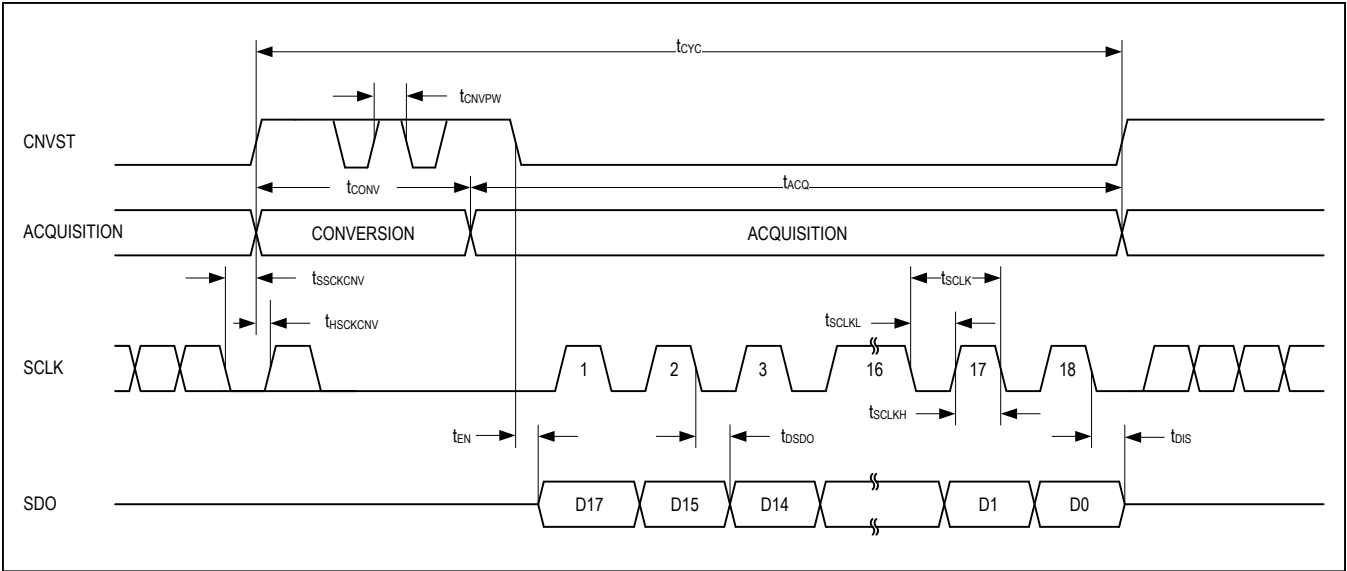 tCYC
tCNVPW
CNVST
tCONV
tACQ
ACQUISITION
CONVERSION
ACQUISITION
tSSCKCNV
tSCLK
tHSCKCNV
tSCLKL
SCLK
1
2
3
16
17
18
tSCLKH
tEN
tDSDO
tDIS
SDO
D17
D15
D14
D1
D0